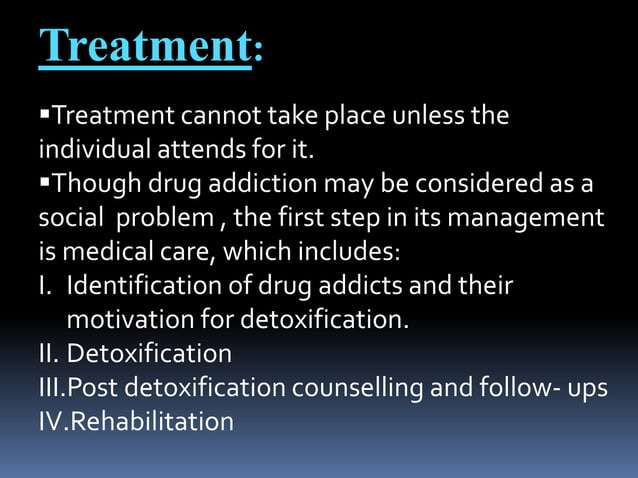 Treatment:
▪Treatment cannot take place unless the
individual attends for it.
▪Though drug addiction may be considered as a
social problem , the first step in its management
is medical care, which includes:
I. Identification of drug addicts and their
motivation for detoxification.
II. Detoxification
III.Post detoxification counselling and follow- ups
IV.Rehabilitation